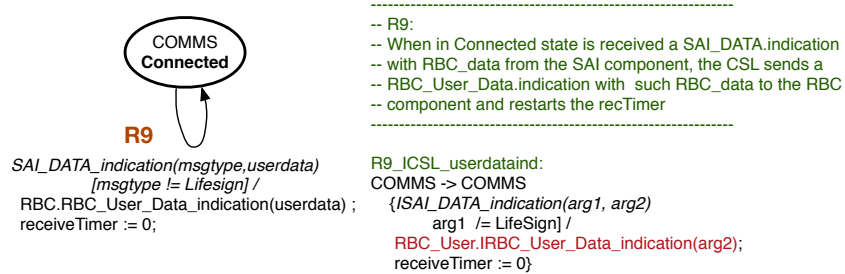 COMMS
Connected
R9
SAI_DATA_indication(msgtype,userdata)
[msgtype != Lifesign] /
RBC.RBC_User_Data_indication(userdata) ;
receiveTimer := 0;
-----------------------------------------------------------------
-- R9:
-- When in Connected state is received a SAI_DATA.indication
-- with RBC_data from the SAI component, the CSL sends a
-- RBC_User_Data.indication with  such RBC_data to the RBC
-- component and restarts the recTimer
-----------------------------------------------------------------
R9_ICSL_userdataind:
COMMS -> COMMS
{ISAI_DATA_indication(arg1, arg2)
arg1  /= LifeSign] /
RBC_User.IRBC_User_Data_indication(arg2);
receiveTimer := 0}